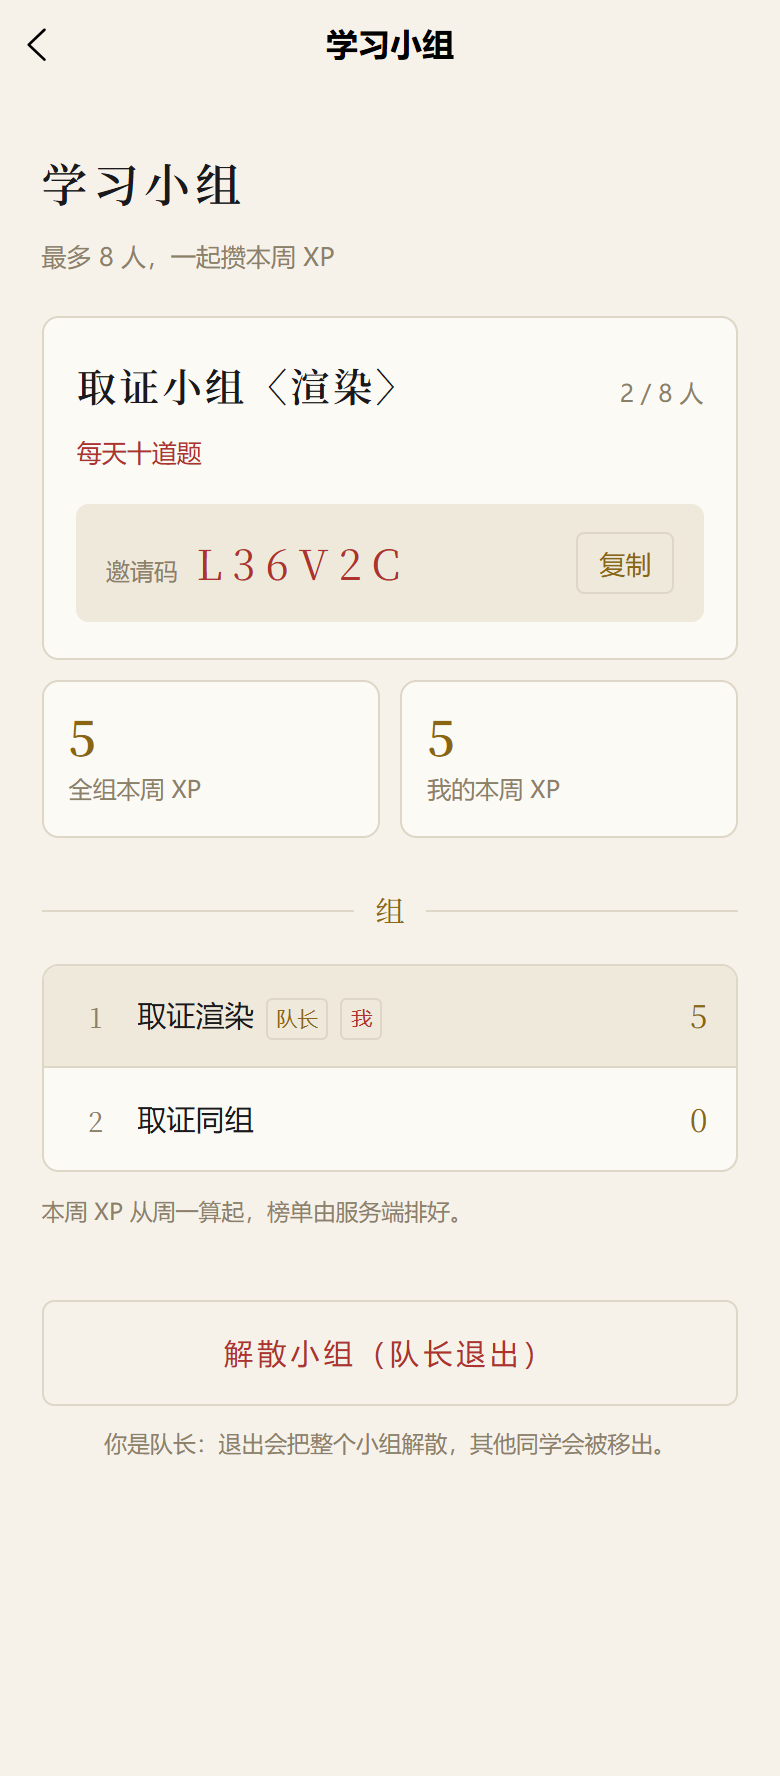 学习小组
学习小组
最多 8 人，一起攒本周 XP
取证小组〈渲染〉
2 / 8 人
每天十道题
邀请码 L36V2C 复制
5
全组本周 XP
5
我的本周 XP
组
1 取证渲染 队长 我 5
2 取证同组 0
本周 XP 从周一算起，榜单由服务端排好。
解散小组（队长退出）
你是队长：退出会把整个小组解散，其他同学会被移出。